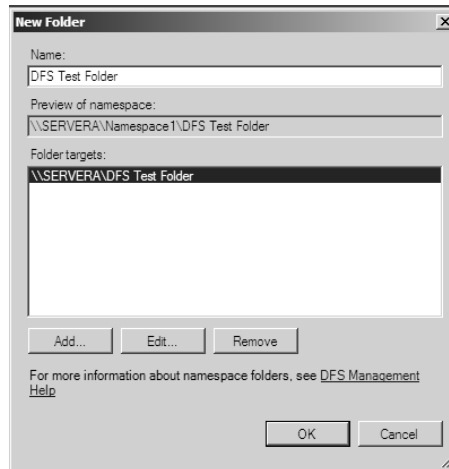 New Folder
Name:
DFS Test Folder
Preview of namespace:
\\SERVERA\Namespace1\DFS Test Folder
Folder targets:
\\SERVERA\DFS Test Folder
Add... Edit... Remove
For more information about namespace folders, see DFS Management
Help
OK Cancel